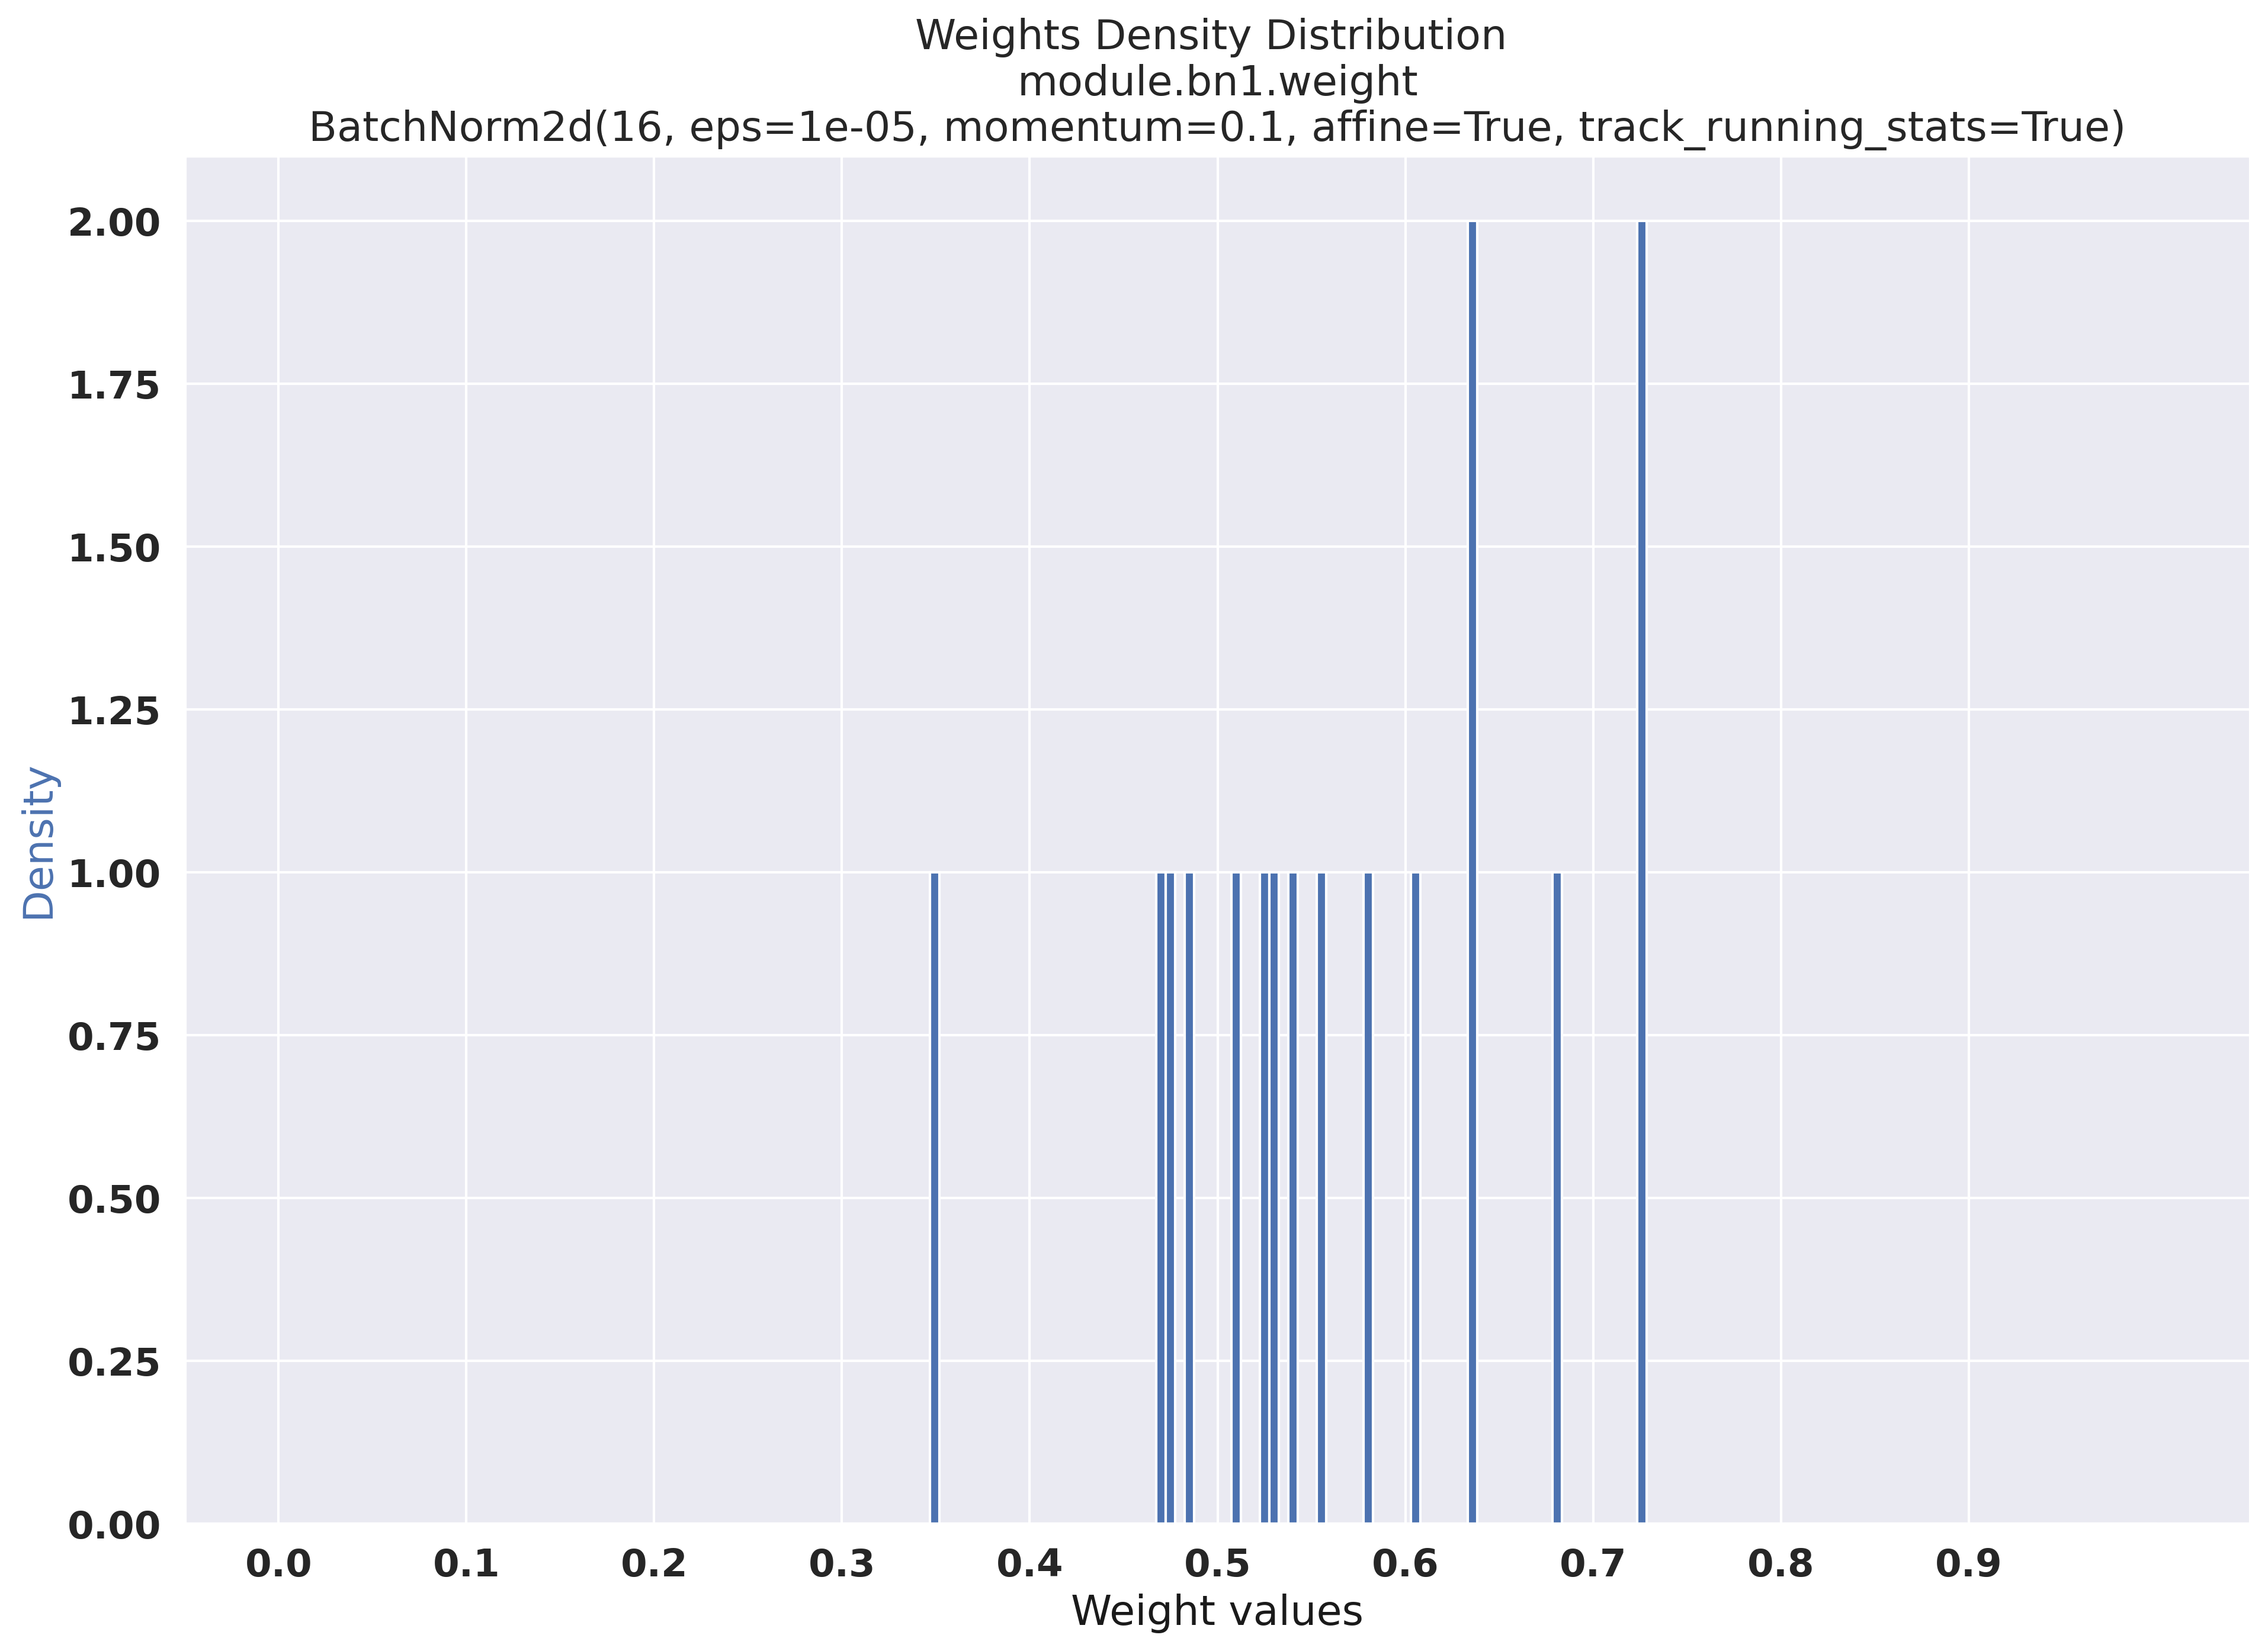 Weights Density Distribution
module.bn1.weight
BatchNorm2d(16, eps=1e-05, momentum=0.1, affine=True, track_running_stats=True)
2.00
1.75
1.50
1.25
1.00
0.75
0.50
0.25
0.00
Density
0.0 0.1 0.2 0.3 0.4 0.5 0.6 0.7 0.8 0.9
Weight values